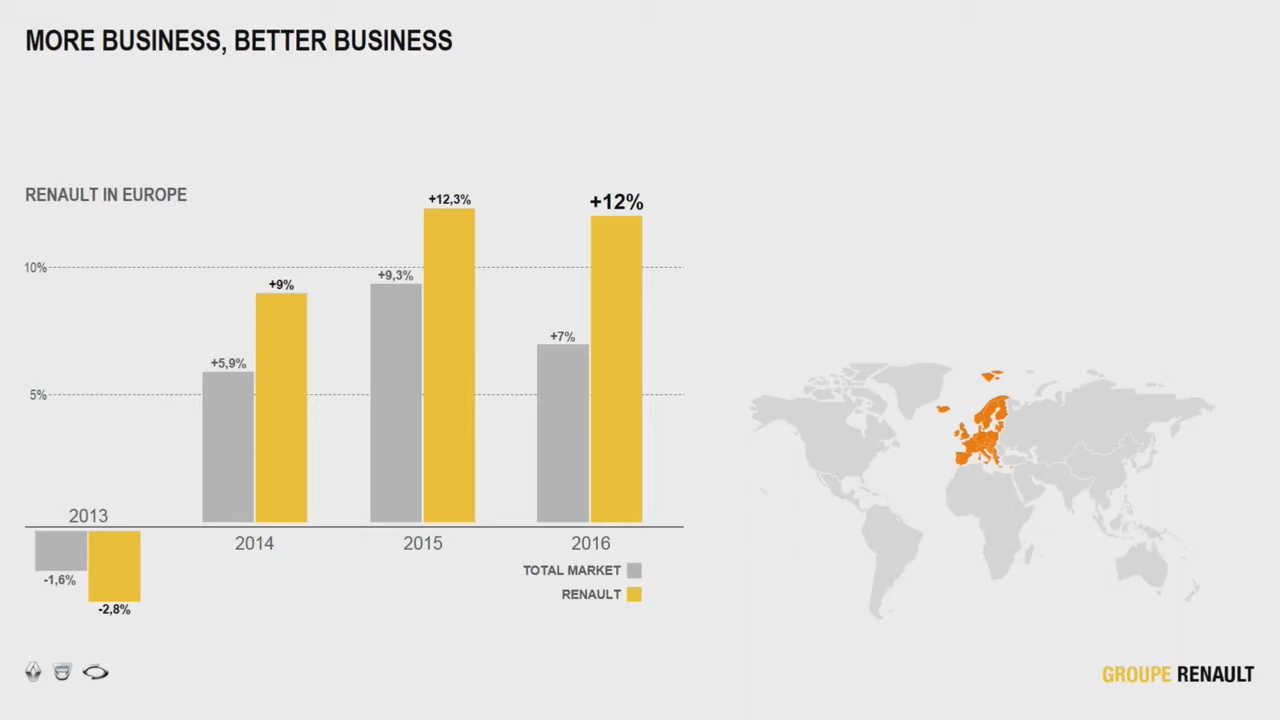 MORE BUSINESS, BETTER BUSINESS
RENAULT IN EUROPE
+12,3%
+12%
10%
+9%
+9,3%
+7%
+5,9%
5%
2013
2014
2015
2016
-1,6%
-2,8%
TOTAL MARKET
RENAULT
GROUPE RENAULT